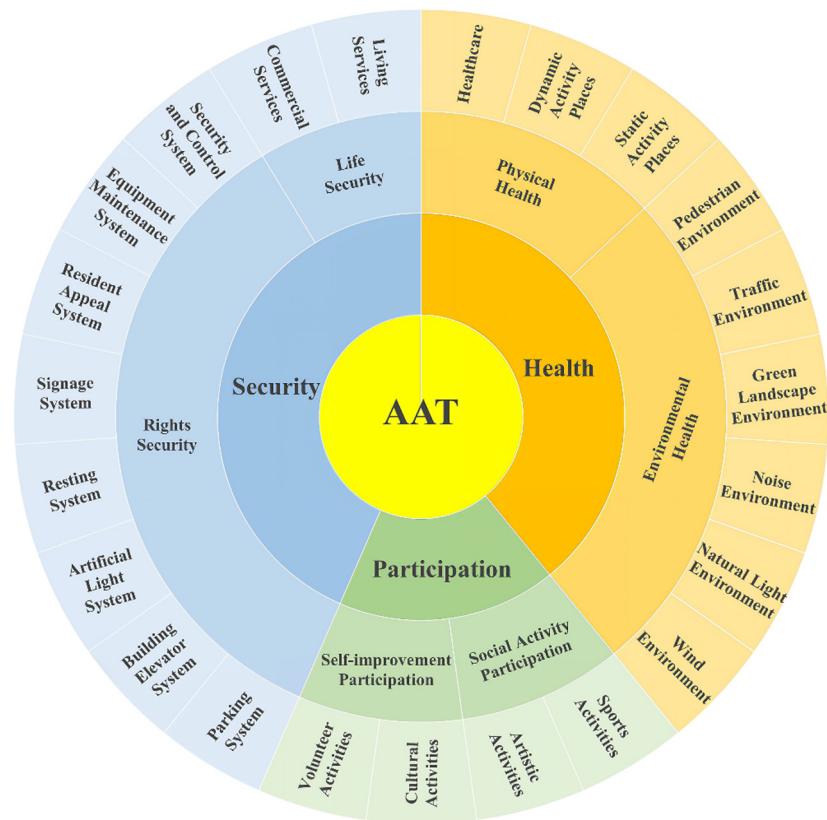 AAT
Health
Physical
Health
Healthcare
Dynamic
Activity
Places
Static
Activity
Places
Environmental
Health
Pedestrian
Environment
Traffic
Environment
Green
Landscape
Environment
Noise
Environment
Natural Light
Environment
Wind
Environment
Participation
Social Activity
Participation
Sports
Activities
Artistic
Activities
Self-improvement
Participation
Cultural
Activities
Volunteer
Activities
Security
Rights
Security
Parking
System
Building
Elevator
System
Artificial
Light
System
Resting
System
Signage
System
Resident
Appeal
System
Equipment
Maintenance
System
Security
and Control
System
Life
Security
Commercial
Services
Living
Services